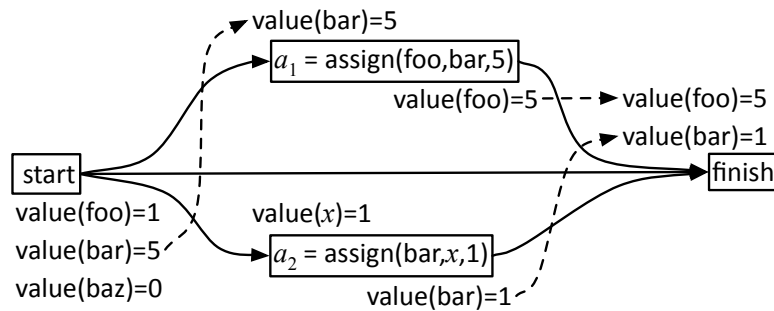 value(bar)=5
a₁ = assign(foo,bar,5)
value(foo)=5
value(foo)=5
value(bar)=1
start
finish
value(foo)=1
value(x)=1
value(bar)=5
a₂ = assign(bar,x,1)
value(baz)=0
value(bar)=1